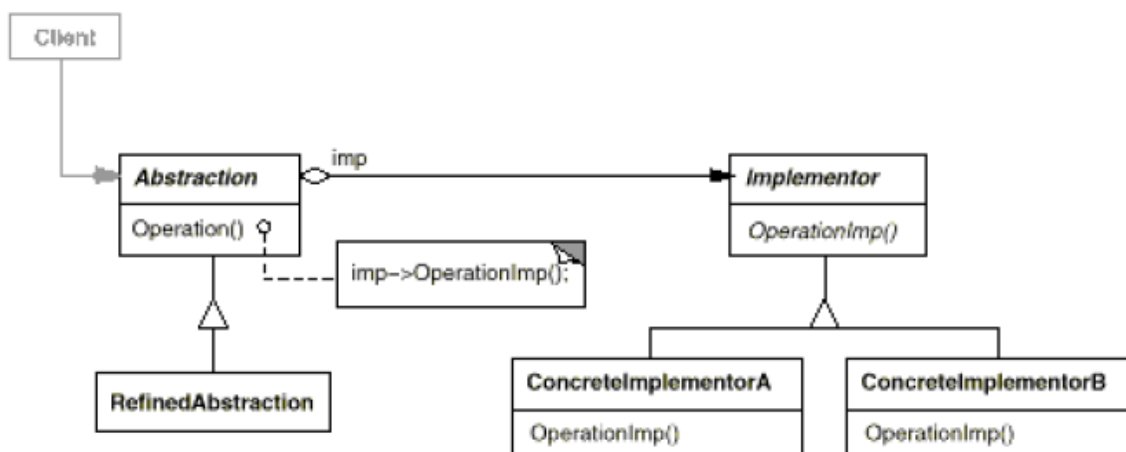 Client
imp
Abstraction
Implementor
Operation()
OperationImp()
imp->OperationImp();
RefinedAbstraction
ConcreteImplementorA
ConcreteImplementorB
OperationImp()
OperationImp()